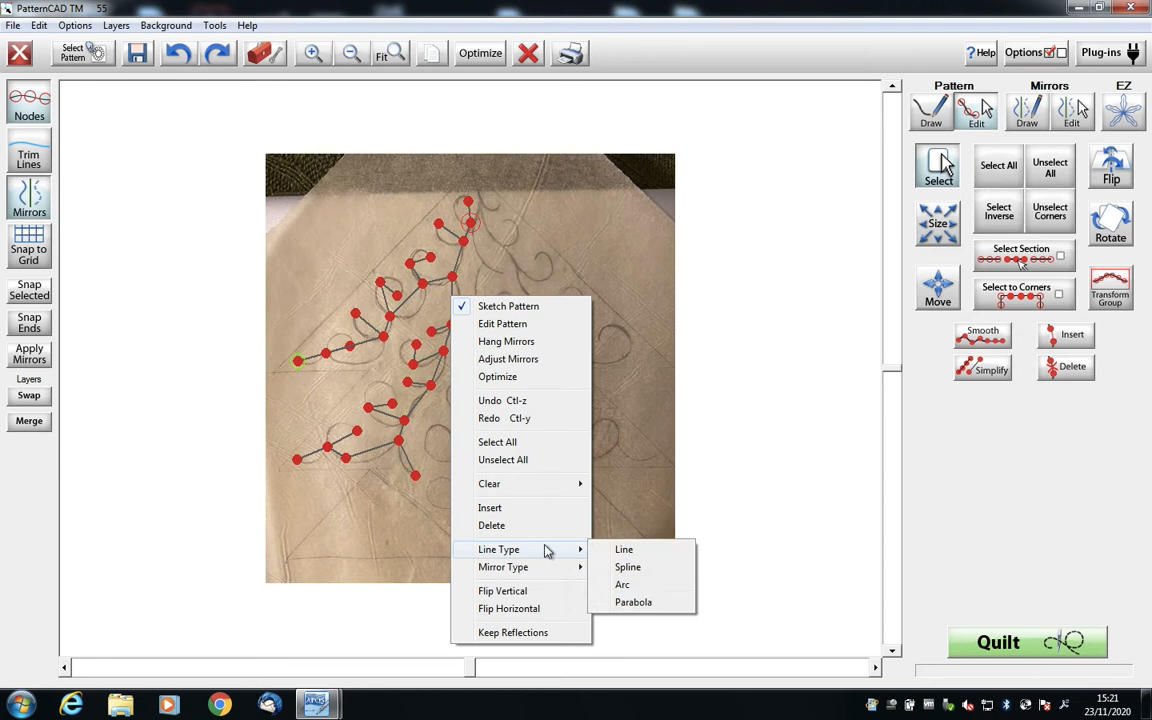 PatternCAD TM    55
File Edit Options Layers Background Tools Help
Select Pattern
Fit
Optimize
?Help
Options
Plug-ins
Nodes
Trim Lines
Mirrors
Snap to Grid
Snap Selected
Snap Ends
Apply Mirrors
Layers
Swap
Merge
Pattern Mirrors EZ
Draw Edit Draw Edit
Select
Select All
Unselect All
Flip
Size
Select Inverse
Unselect Corners
Rotate
Select Section
Move
Select to Corners
Transform Group
Smooth
Insert
Simplify
Delete
Sketch Pattern
Edit Pattern
Hang Mirrors
Adjust Mirrors
Optimize
Undo Ctl-z
Redo Ctl-y
Select All
Unselect All
Clear
Insert
Delete
Line Type
Mirror Type
Flip Vertical
Flip Horizontal
Keep Reflections
Line
Spline
Arc
Parabola
Quilt
15:21
23/11/2020